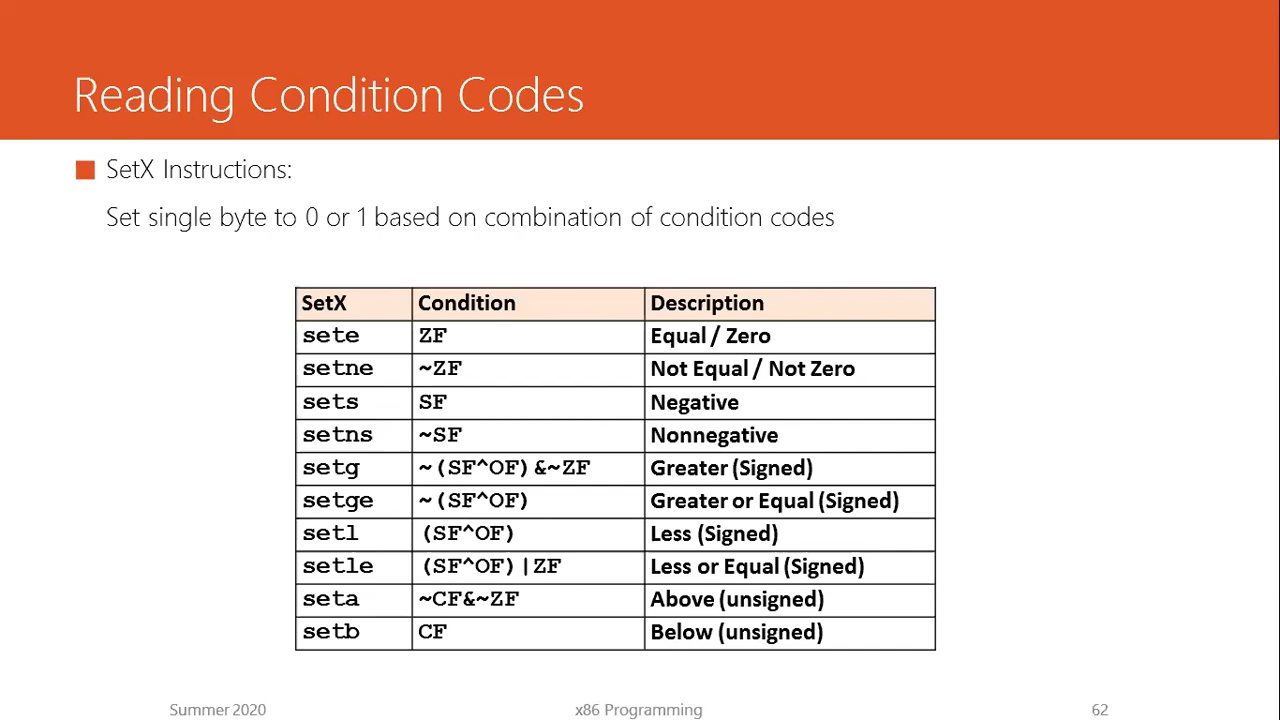 Reading Condition Codes
SetX Instructions:
Set single byte to 0 or 1 based on combination of condition codes
SetX Condition Description
sete ZF Equal / Zero
setne ~ZF Not Equal / Not Zero
sets SF Negative
setns ~SF Nonnegative
setg ~(SF^OF)&~ZF Greater (Signed)
setge ~(SF^OF) Greater or Equal (Signed)
setl (SF^OF) Less (Signed)
setle (SF^OF)|ZF Less or Equal (Signed)
seta ~CF&~ZF Above (unsigned)
setb CF Below (unsigned)
Summer 2020 x86 Programming 62